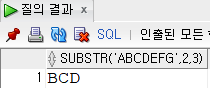 질의 결과 ×
SQL | 인출된 모든 
SUBSTR('ABCDEFG',2,3)
1 BCD